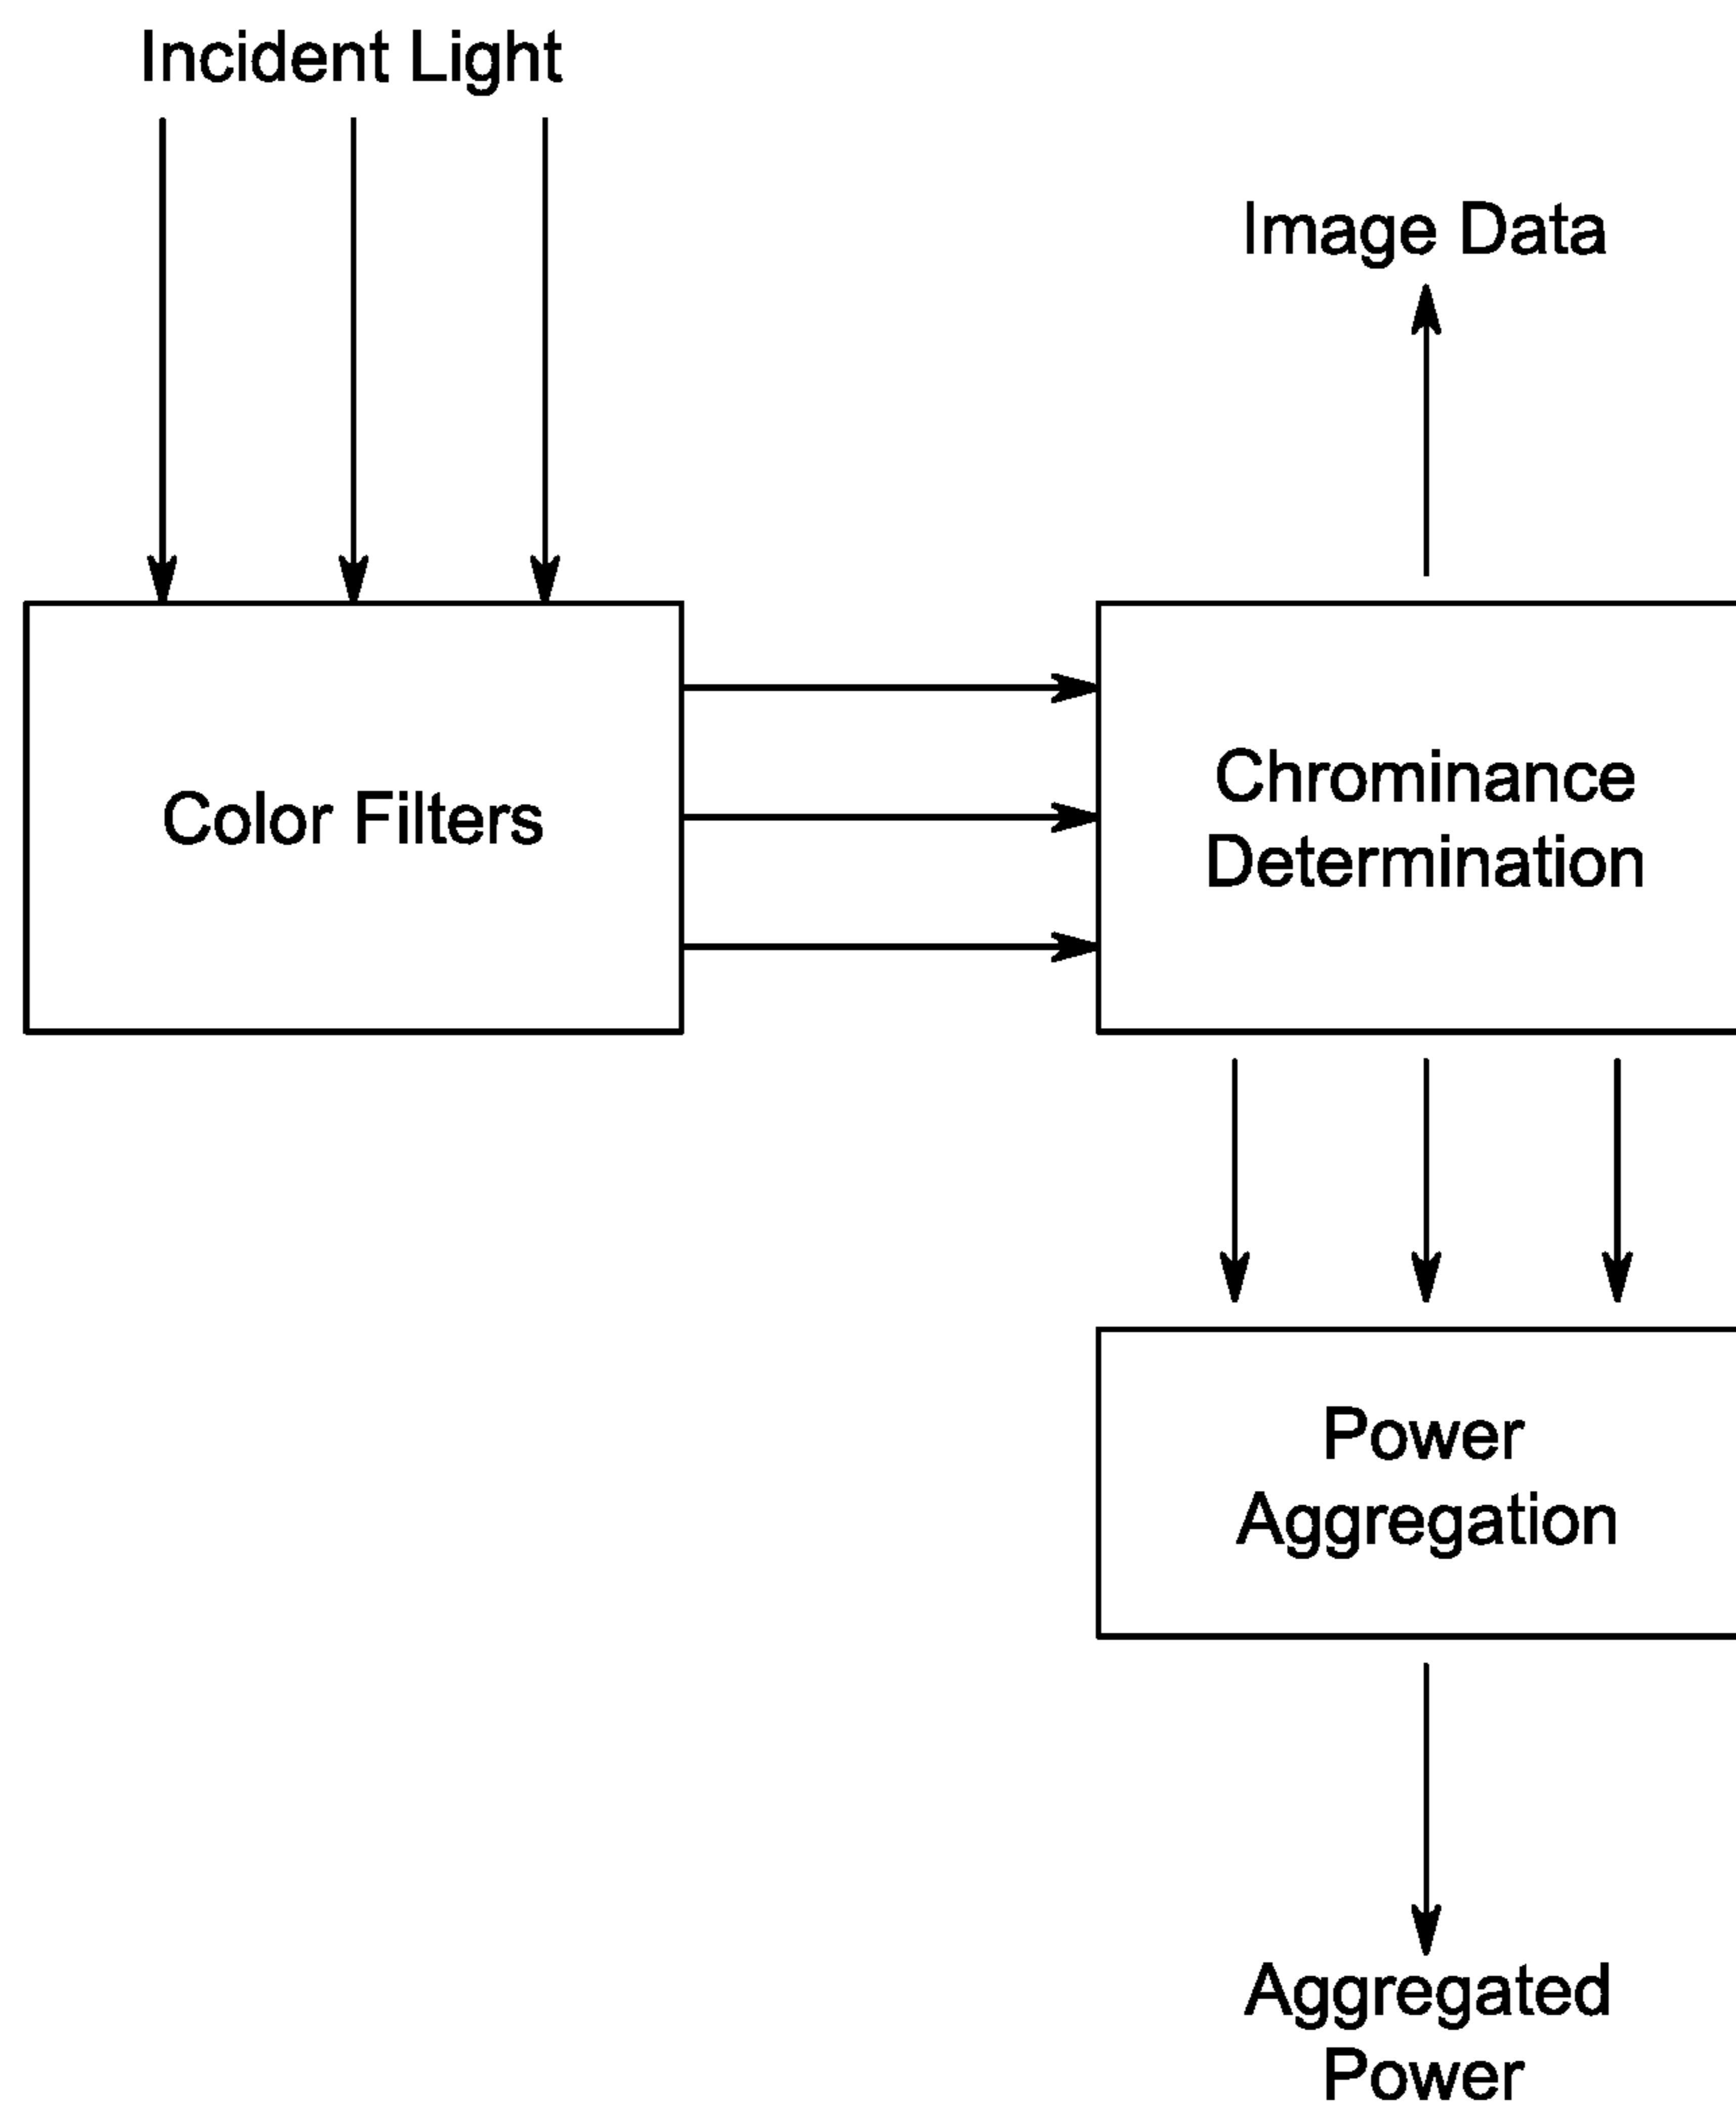 Incident Light
Image Data
Color Filters
Chrominance
Determination
Power
Aggregation
Aggregated
Power